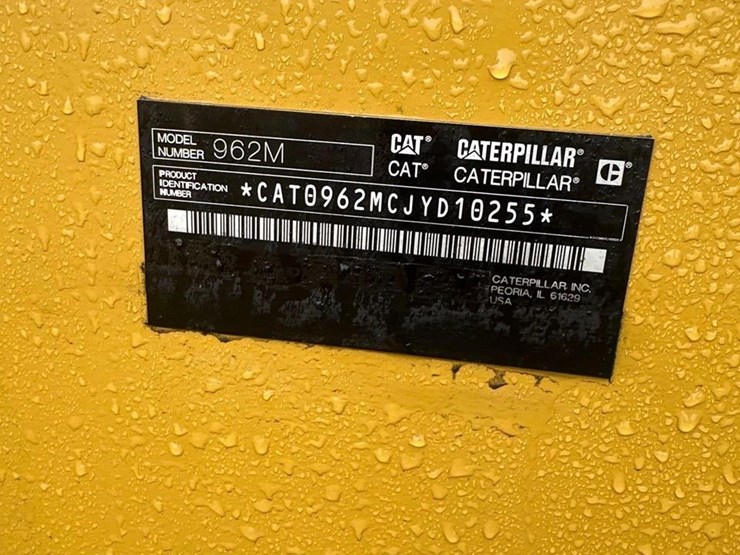 MODEL NUMBER 962M
CAT® CATERPILLAR®
CAT® CATERPILLAR®
PRODUCT IDENTIFICATION NUMBER *CAT0962MCJYD10255*
CATERPILLAR INC.
PEORIA, IL 61629
USA